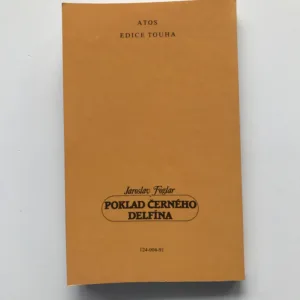 ATOS
EDICE TOUHA
Jaroslav Foglar
POKLAD ČERNÉHO
DELFÍNA